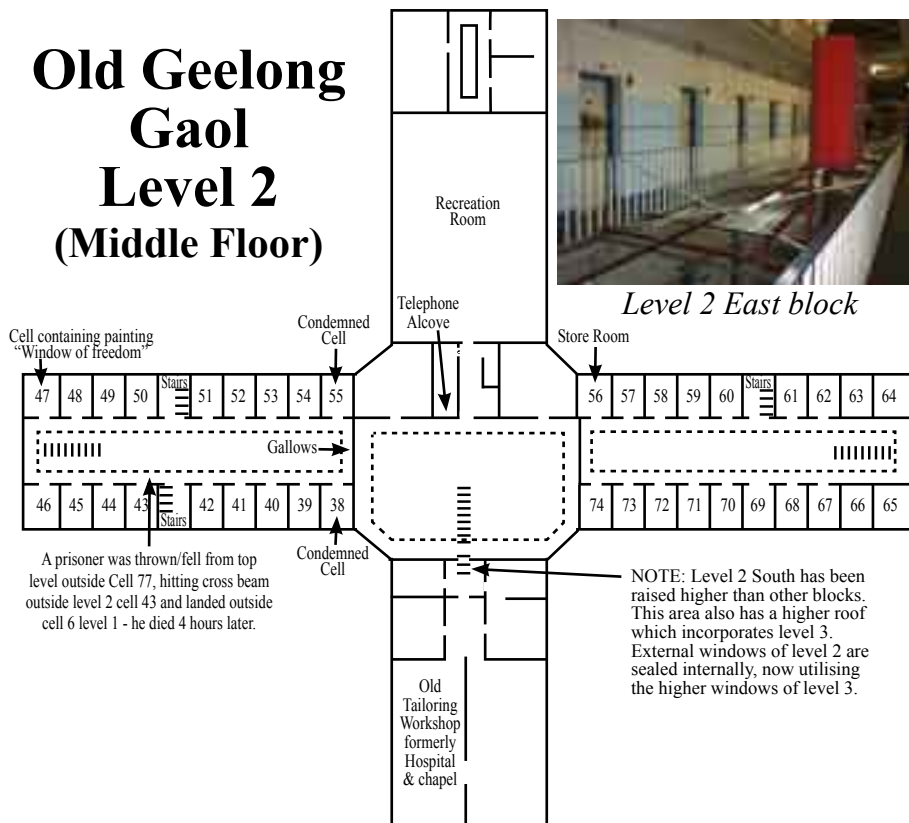 Old Geelong
Gaol
Level 2
(Middle Floor)
Level 2 East block
Recreation
Room
Telephone
Alcove
Cell containing painting
“Window of freedom”
Condemned
Cell
Store Room
47 48 49 50 Stairs 51 52 53 54 55
56 57 58 59 60 Stairs 61 62 63 64
Gallows
46 45 44 43 Stairs 42 41 40 39 38
74 73 72 71 70 69 68 67 66 65
Condemned
Cell
A prisoner was thrown/fell from top
level outside Cell 77, hitting cross beam
outside level 2 cell 43 and landed outside
cell 6 level 1 - he died 4 hours later.
NOTE: Level 2 South has been
raised higher than other blocks.
This area also has a higher roof
which incorporates level 3.
External windows of level 2 are
sealed internally, now utilising
the higher windows of level 3.
Old
Tailoring
Workshop
formerly
Hospital
& chapel